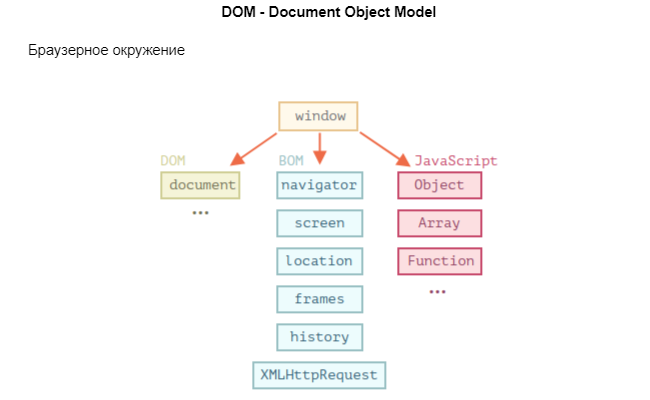 DOM - Document Object Model
Браузерное окружение
window
DOM BOM JavaScript
document navigator Object
...
screen Array
location Function
...
frames
history
XMLHttpRequest